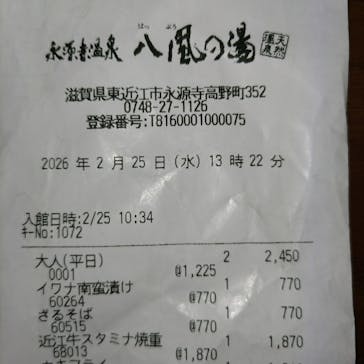 はっ ぷう
永源寺温泉 八風の湯 天然温泉
滋賀県東近江市永源寺高野町352
0748-27-1126
登録番号:T8160001000075
2026 年 2 月 25 日 (水) 13 時 22 分
入館日時:2/25 10:34
ｷｰNo:1072
大人(平日) 2 2,450
0001 @1,225
イワナ南蛮漬け 1 770
60264 @770
ざるそば 1 770
60515 @770
近江牛スタミナ焼重 1 1,870
68013 @1,870